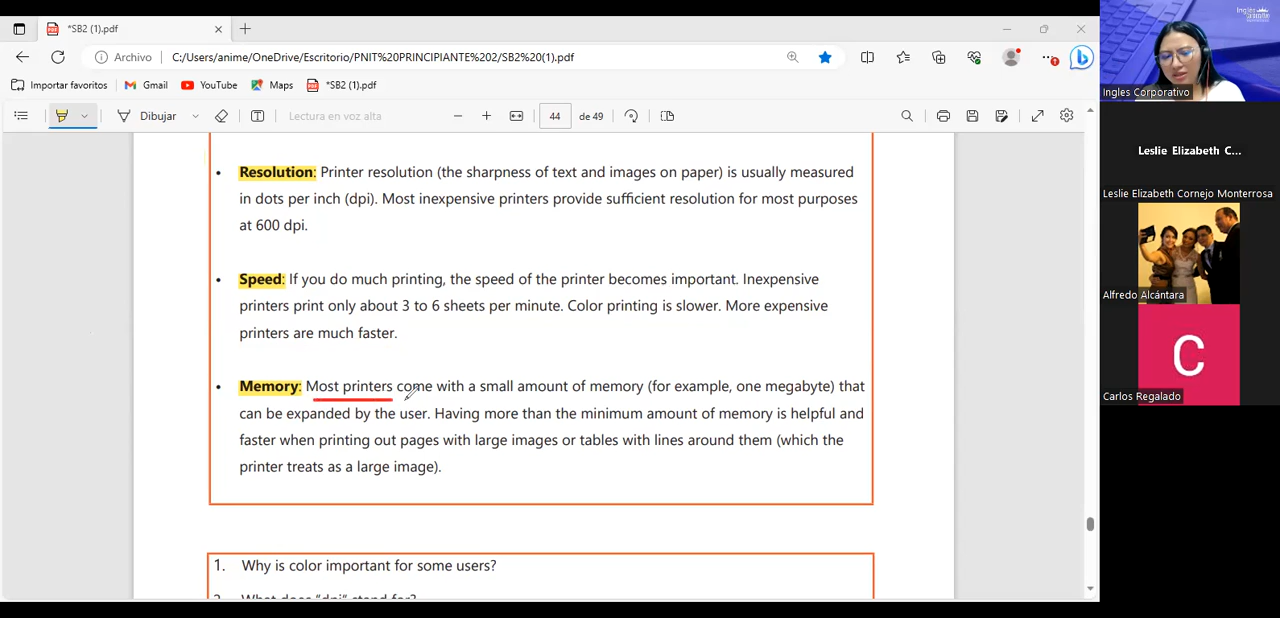 *SB2 (1).pdf
Archivo C:/Users/anime/OneDrive/Escritorio/PNIT%20PRINCIPIANTE%202/SB2%20(1).pdf
Importar favoritos Gmail YouTube Maps *SB2 (1).pdf
Dibujar Lectura en voz alta 44 de 49
• Resolution: Printer resolution (the sharpness of text and images on paper) is usually measured
in dots per inch (dpi). Most inexpensive printers provide sufficient resolution for most purposes
at 600 dpi.
• Speed: If you do much printing, the speed of the printer becomes important. Inexpensive
printers print only about 3 to 6 sheets per minute. Color printing is slower. More expensive
printers are much faster.
• Memory: Most printers come with a small amount of memory (for example, one megabyte) that
can be expanded by the user. Having more than the minimum amount of memory is helpful and
faster when printing out pages with large images or tables with lines around them (which the
printer treats as a large image).
1. Why is color important for some users?
2. What does "dpi" stand for?
Ingles Corporativo
Leslie Elizabeth C...
Leslie Elizabeth Cornejo Monterrosa
Alfredo Alcántara
C
Carlos Regalado